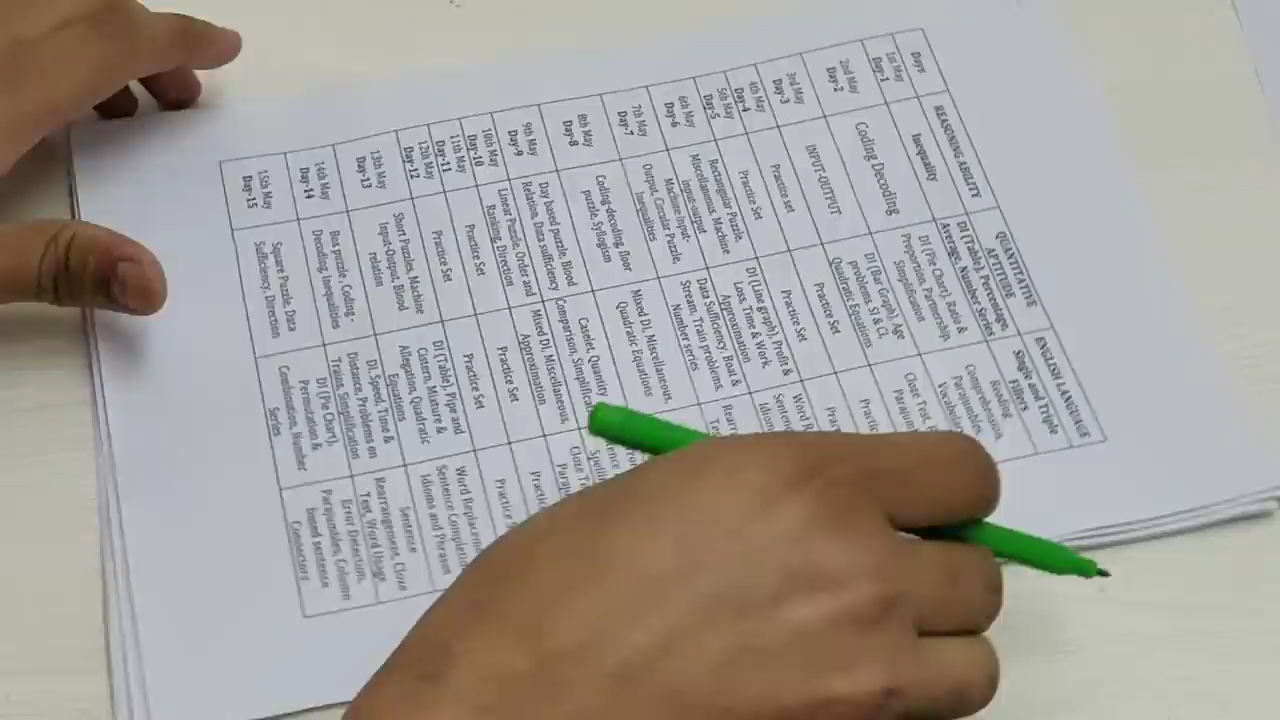 Days
REASONING ABILITY
QUANTITATIVE
APTITUDE
ENGLISH LANGUAGE
1st May
Day-1
Inequality
DI (Table), Percentage,
Average, Number Series
Single and Triple
Fillers
2nd May
Day-2
Coding Decoding
DI (Pie Chart), Ratio &
Proportion, Partnership,
Simplification
Reading
Comprehension,
Parajumbles,
3rd May
Day-3
INPUT-OUTPUT
DI (Bar Graph), Age
problems, SI & CI,
Quadratic Equations
Cloze Test,
4th May
Day-4
Practice set
Practice Set
5th May
Day-5
Practice Set
Practice Set
6th May
Day-6
Rectangular Puzzle,
Miscellaneous, Machine
input-output
DI (Line graph), Profit &
Loss, Time & Work,
Approximation
Word
7th May
Day-7
Machine Input-
Output, Circular Puzzle,
Inequalities
Data Sufficiency, Boat &
Stream, Train problems,
Number series
8th May
Day-8
Coding-decoding, floor
puzzle, Syllogism
Mixed DI, Miscellaneous,
Quadratic Equations
9th May
Day-9
Day based puzzle, Blood
Relation, Data sufficiency
Caselet, Quantity
Comparison,
10th May
Day-10
Linear Puzzle, Order and
Ranking, Direction
Mixed DI, Miscellaneous,
Approximation
11th May
Day-11
Practice Set
Practice Set
12th May
Day-12
Practice Set
Practice Set
Practice
13th May
Day-13
Short Puzzles, Machine
Input-Output, Blood
relation
DI (Table), Pipe and
Cistern, Mixture &
Allegation, Quadratic
Equations
Word
Sentence
Idioms and Phrases
14th May
Day-14
Box puzzle, Coding-
Decoding, Inequalities
DI, Speed, Time &
Distance, Problems on
Trains, Simplification
Sentence
Rearrangement, Cloze
Test, Word Usage
15th May
Day-15
Square Puzzle, Data
Sufficiency, Direction
DI (Pie Chart),
Permutation &
Combination, Number
Series
Error Detection,
Parajumbles, Column
based sentence
Connectors